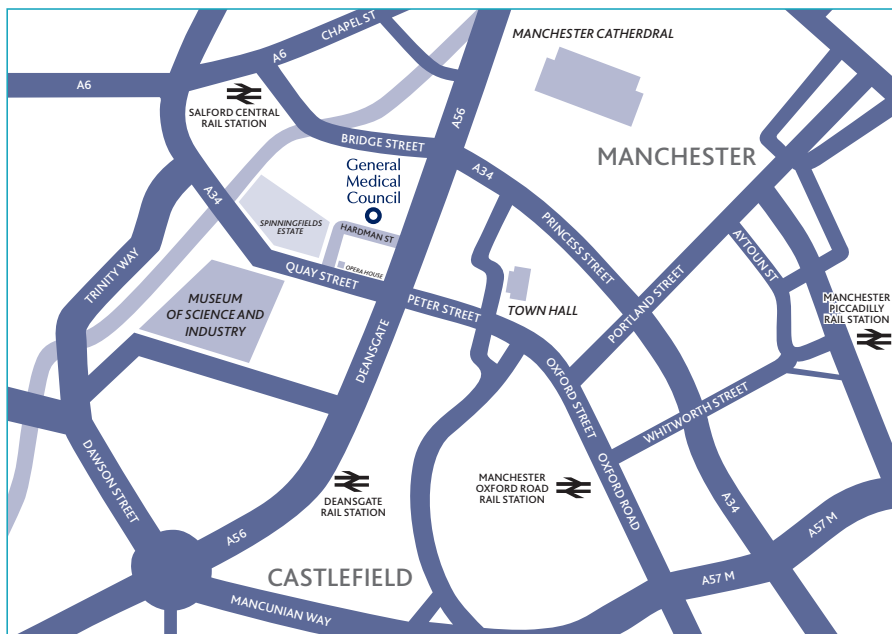 CHAPEL ST
MANCHESTER CATHERDRAL
A6
A6
SALFORD CENTRAL
RAIL STATION
A56
BRIDGE STREET
MANCHESTER
General
Medical
Council
A34
A34
PRINCESS STREET
SPINNINGFIELDS
ESTATE
HARDMAN ST
AYTOUN ST
TRINITY WAY
QUAY STREET
OPERA HOUSE
PORTLAND STREET
MUSEUM
OF SCIENCE AND
INDUSTRY
PETER STREET
TOWN HALL
MANCHESTER
PICCADILLY
RAIL STATION
DEANSGATE
OXFORD STREET
WHITWORTH STREET
DAWSON STREET
DEANSGATE
RAIL STATION
MANCHESTER
OXFORD ROAD
RAIL STATION
OXFORD ROAD
A34
A56
A57 M
CASTLEFIELD
A57 M
MANCUNIAN WAY